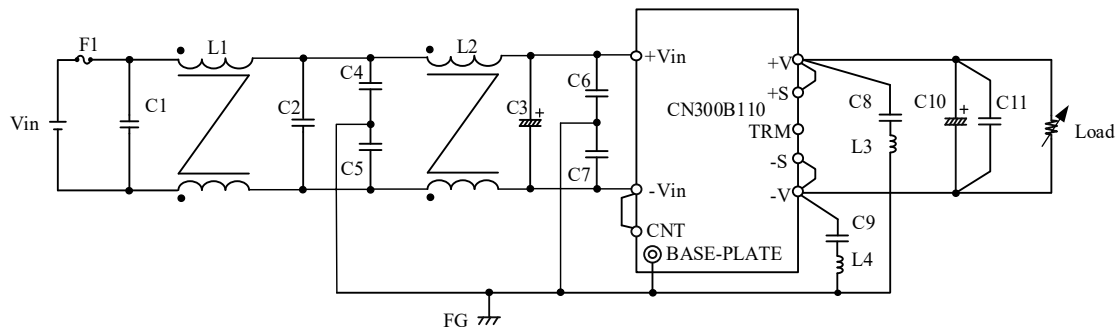 F1
L1
L2
C4
C6
+Vin
+V
+S
C1
C2
C3
+
CN300B110
C8
C10
+
C11
Vin
TRM
Load
C5
C7
-S
L3
-Vin
-V
CNT
C9
BASE-PLATE
L4
FG